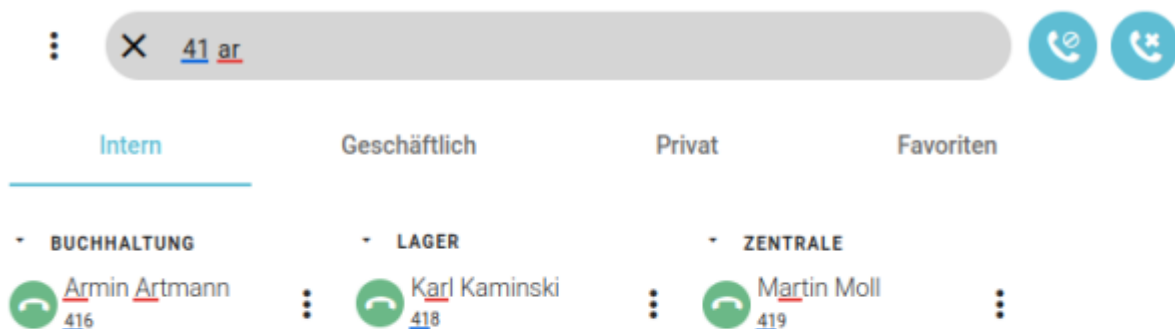 41 ar
Intern Geschäftlich Privat Favoriten
BUCHHALTUNG LAGER ZENTRALE
Armin Artmann Karl Kaminski Martin Moll
416 418 419